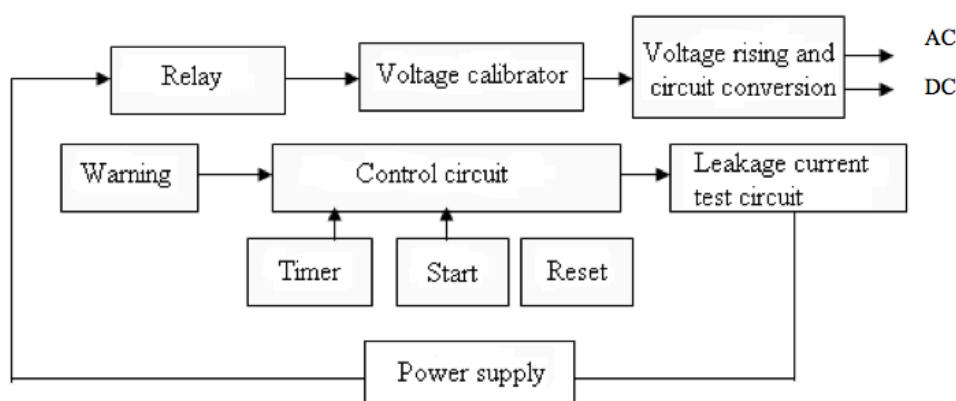 Relay
Voltage calibrator
Voltage rising and
circuit conversion
AC
DC
Warning
Control circuit
Leakage current
test circuit
Timer
Start
Reset
Power supply